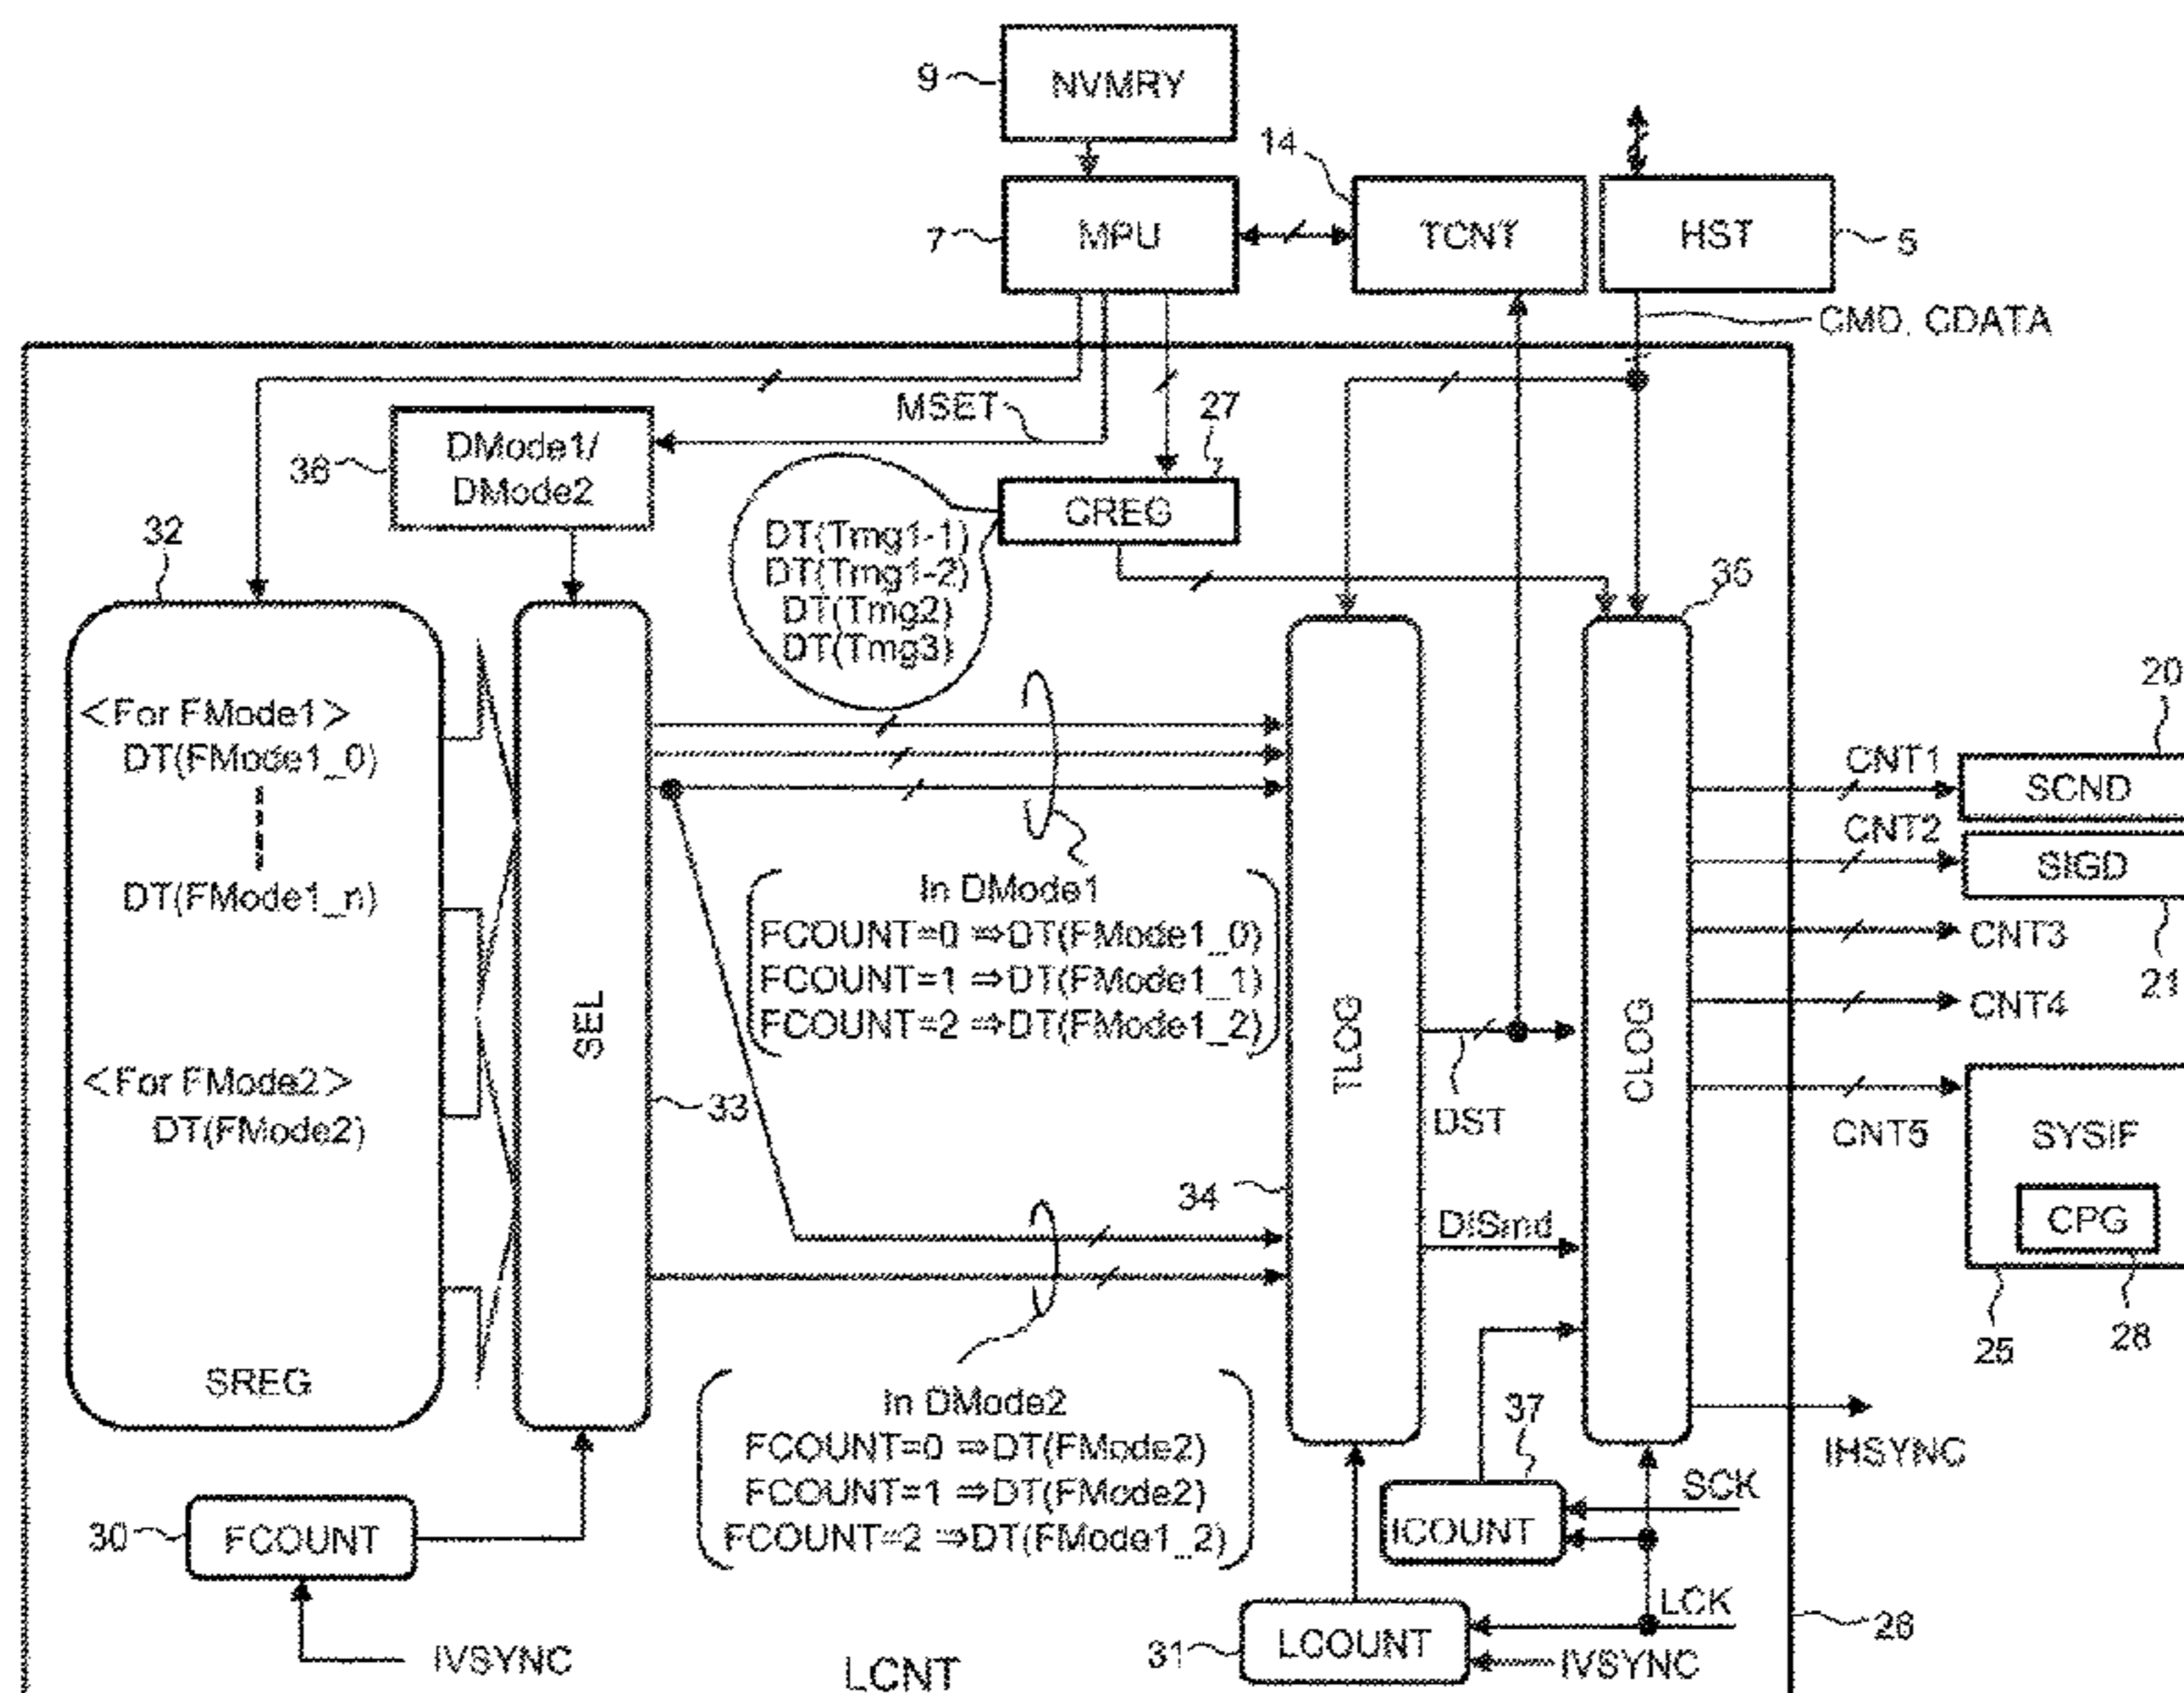 NVMRY
9
14
MPU
7
TCNT
HST
5
CMD, CDATA
MSET
27
DMode1/
DMode2
36
CREG
DT(Tmg1-1)
DT(Tmg1-2)
DT(Tmg2)
DT(Tmg3)
32
35
<For FMode1>
DT(FMode1_0)
DT(FMode1_n)
<For FMode2>
DT(FMode2)
SREG
SEL
33
In DMode1
FCOUNT=0 ⇒DT(FMode1_0)
FCOUNT=1 ⇒DT(FMode1_1)
FCOUNT=2 ⇒DT(FMode1_2)
TLOG
34
DST
DISmd
CLOG
20
CNT1
SCND
CNT2
SIGD
21
CNT3
CNT4
CNT5
SYSIF
CPG
25
28
In DMode2
FCOUNT=0 ⇒DT(FMode2)
FCOUNT=1 ⇒DT(FMode2)
FCOUNT=2 ⇒DT(FMode1_2)
37
IHSYNC
SCK
ICOUNT
30
FCOUNT
LCK
31
LCOUNT
26
IVSYNC
IVSYNC
LCNT